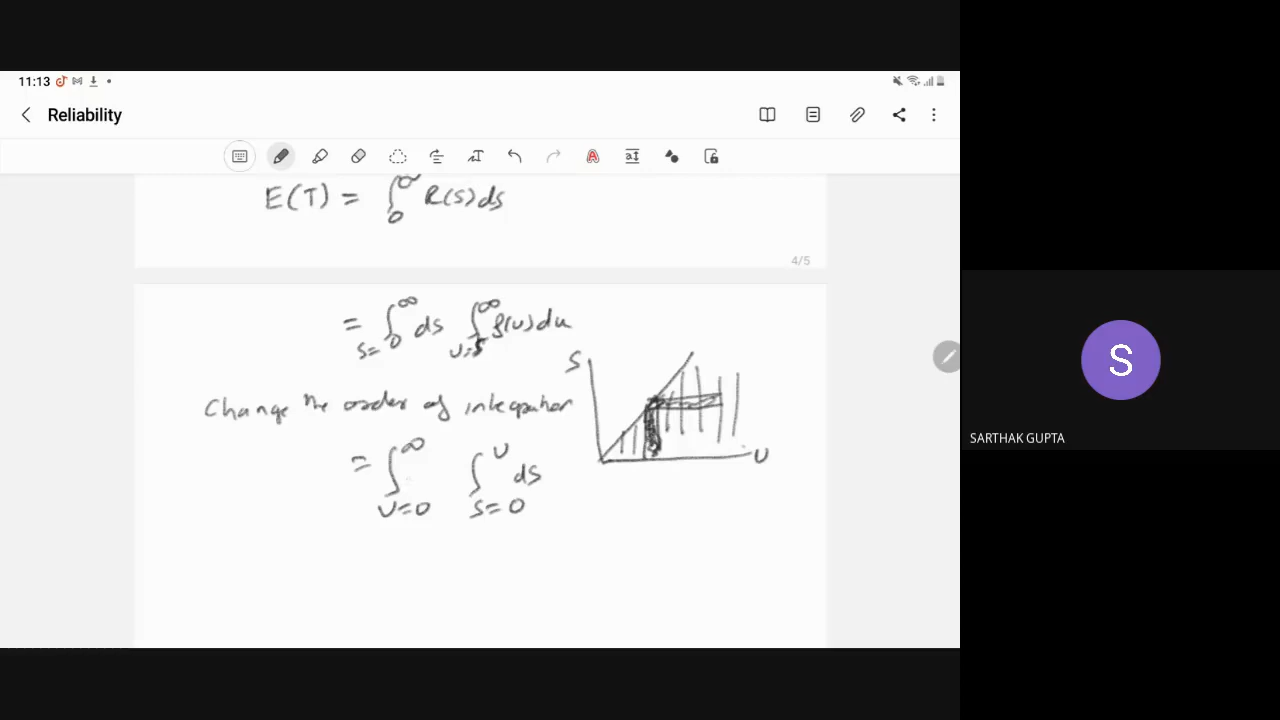 11:13
Reliability
E(T) = ∫₀^∞ R(S) ds
4/5
= ∫_{s=0}^∞ ds ∫_{u=s}^∞ f(u) du
S
Change the order of integration
U
= ∫_{u=0}^∞ ∫_{s=0}^u ds
S
SARTHAK GUPTA